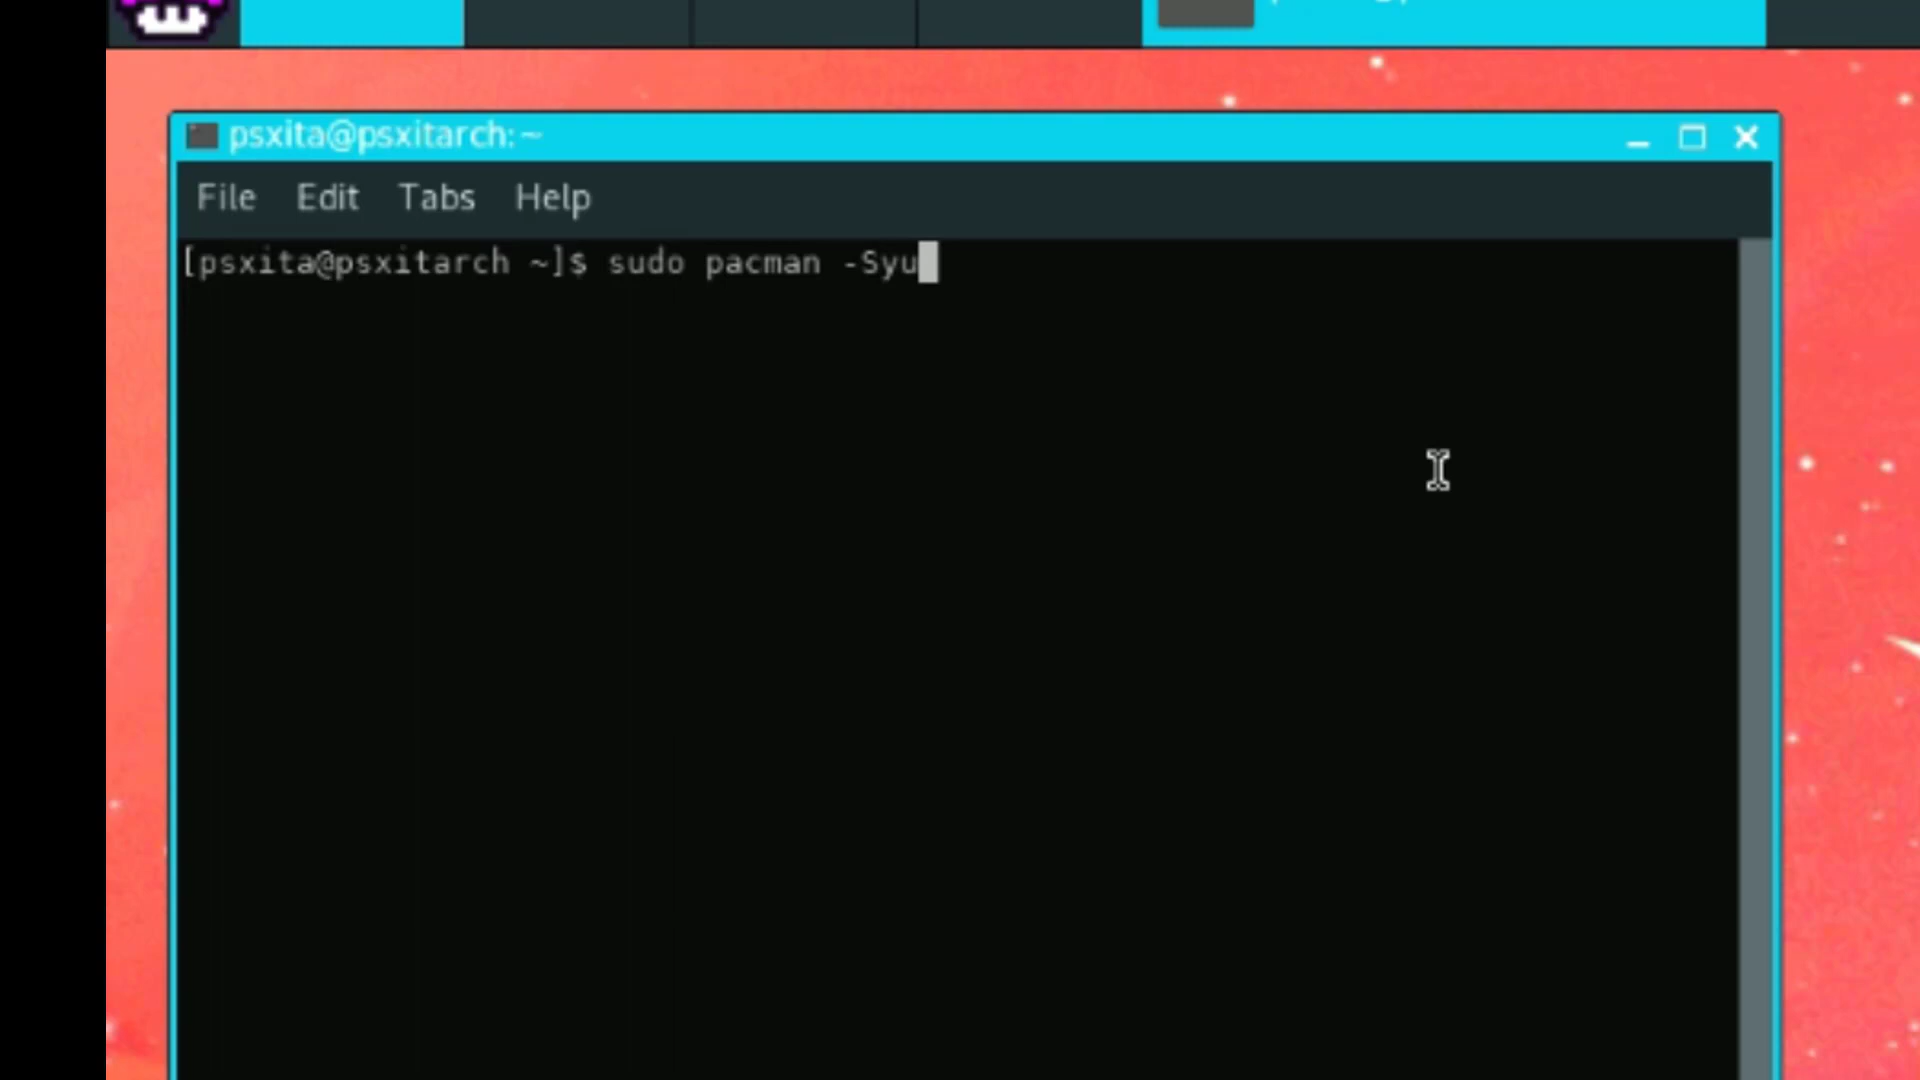 psxita@psxitarch: ~
File Edit Tabs Help
[psxita@psxitarch ~]$ sudo pacman -Syu